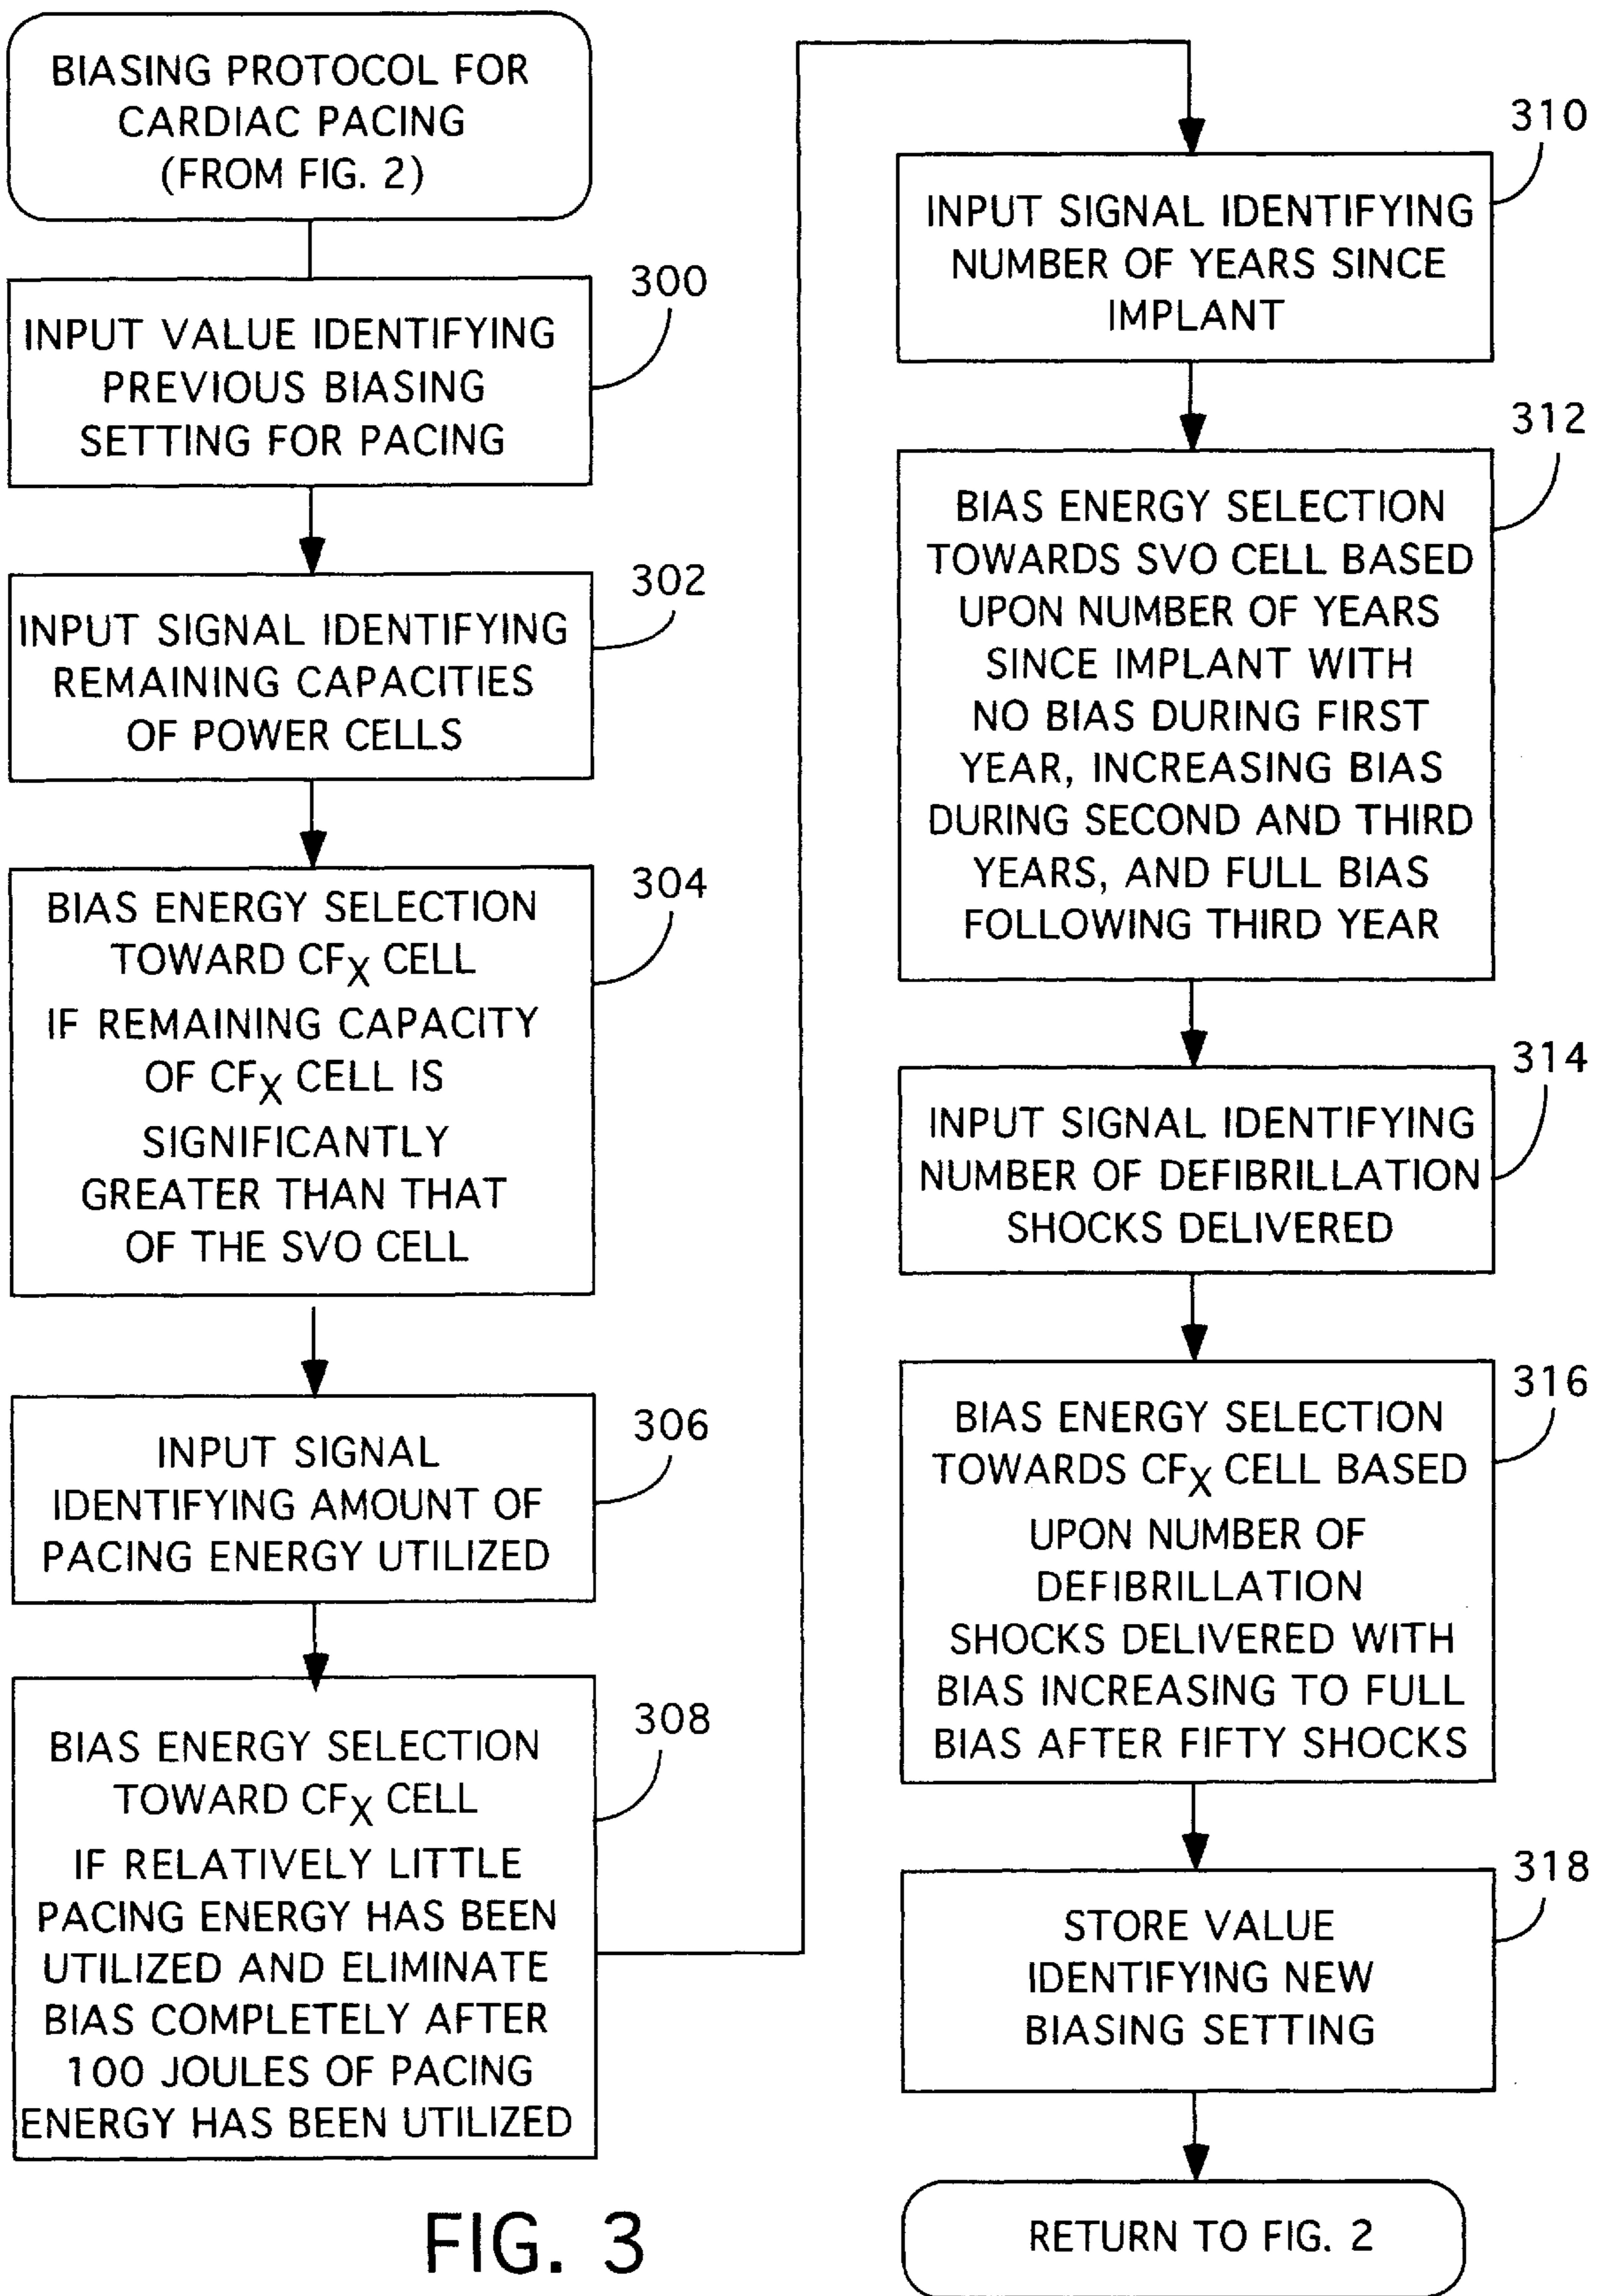 BIASING PROTOCOL FOR
CARDIAC PACING
(FROM FIG. 2)
300
INPUT VALUE IDENTIFYING
PREVIOUS BIASING
SETTING FOR PACING
302
INPUT SIGNAL IDENTIFYING
REMAINING CAPACITIES
OF POWER CELLS
304
BIAS ENERGY SELECTION
TOWARD CFX CELL
IF REMAINING CAPACITY
OF CFX CELL IS
SIGNIFICANTLY
GREATER THAN THAT
OF THE SVO CELL
306
INPUT SIGNAL
IDENTIFYING AMOUNT OF
PACING ENERGY UTILIZED
308
BIAS ENERGY SELECTION
TOWARD CFX CELL
IF RELATIVELY LITTLE
PACING ENERGY HAS BEEN
UTILIZED AND ELIMINATE
BIAS COMPLETELY AFTER
100 JOULES OF PACING
ENERGY HAS BEEN UTILIZED
310
INPUT SIGNAL IDENTIFYING
NUMBER OF YEARS SINCE
IMPLANT
312
BIAS ENERGY SELECTION
TOWARDS SVO CELL BASED
UPON NUMBER OF YEARS
SINCE IMPLANT WITH
NO BIAS DURING FIRST
YEAR, INCREASING BIAS
DURING SECOND AND THIRD
YEARS, AND FULL BIAS
FOLLOWING THIRD YEAR
314
INPUT SIGNAL IDENTIFYING
NUMBER OF DEFIBRILLATION
SHOCKS DELIVERED
316
BIAS ENERGY SELECTION
TOWARDS CFX CELL BASED
UPON NUMBER OF
DEFIBRILLATION
SHOCKS DELIVERED WITH
BIAS INCREASING TO FULL
BIAS AFTER FIFTY SHOCKS
318
STORE VALUE
IDENTIFYING NEW
BIASING SETTING
RETURN TO FIG. 2
FIG. 3